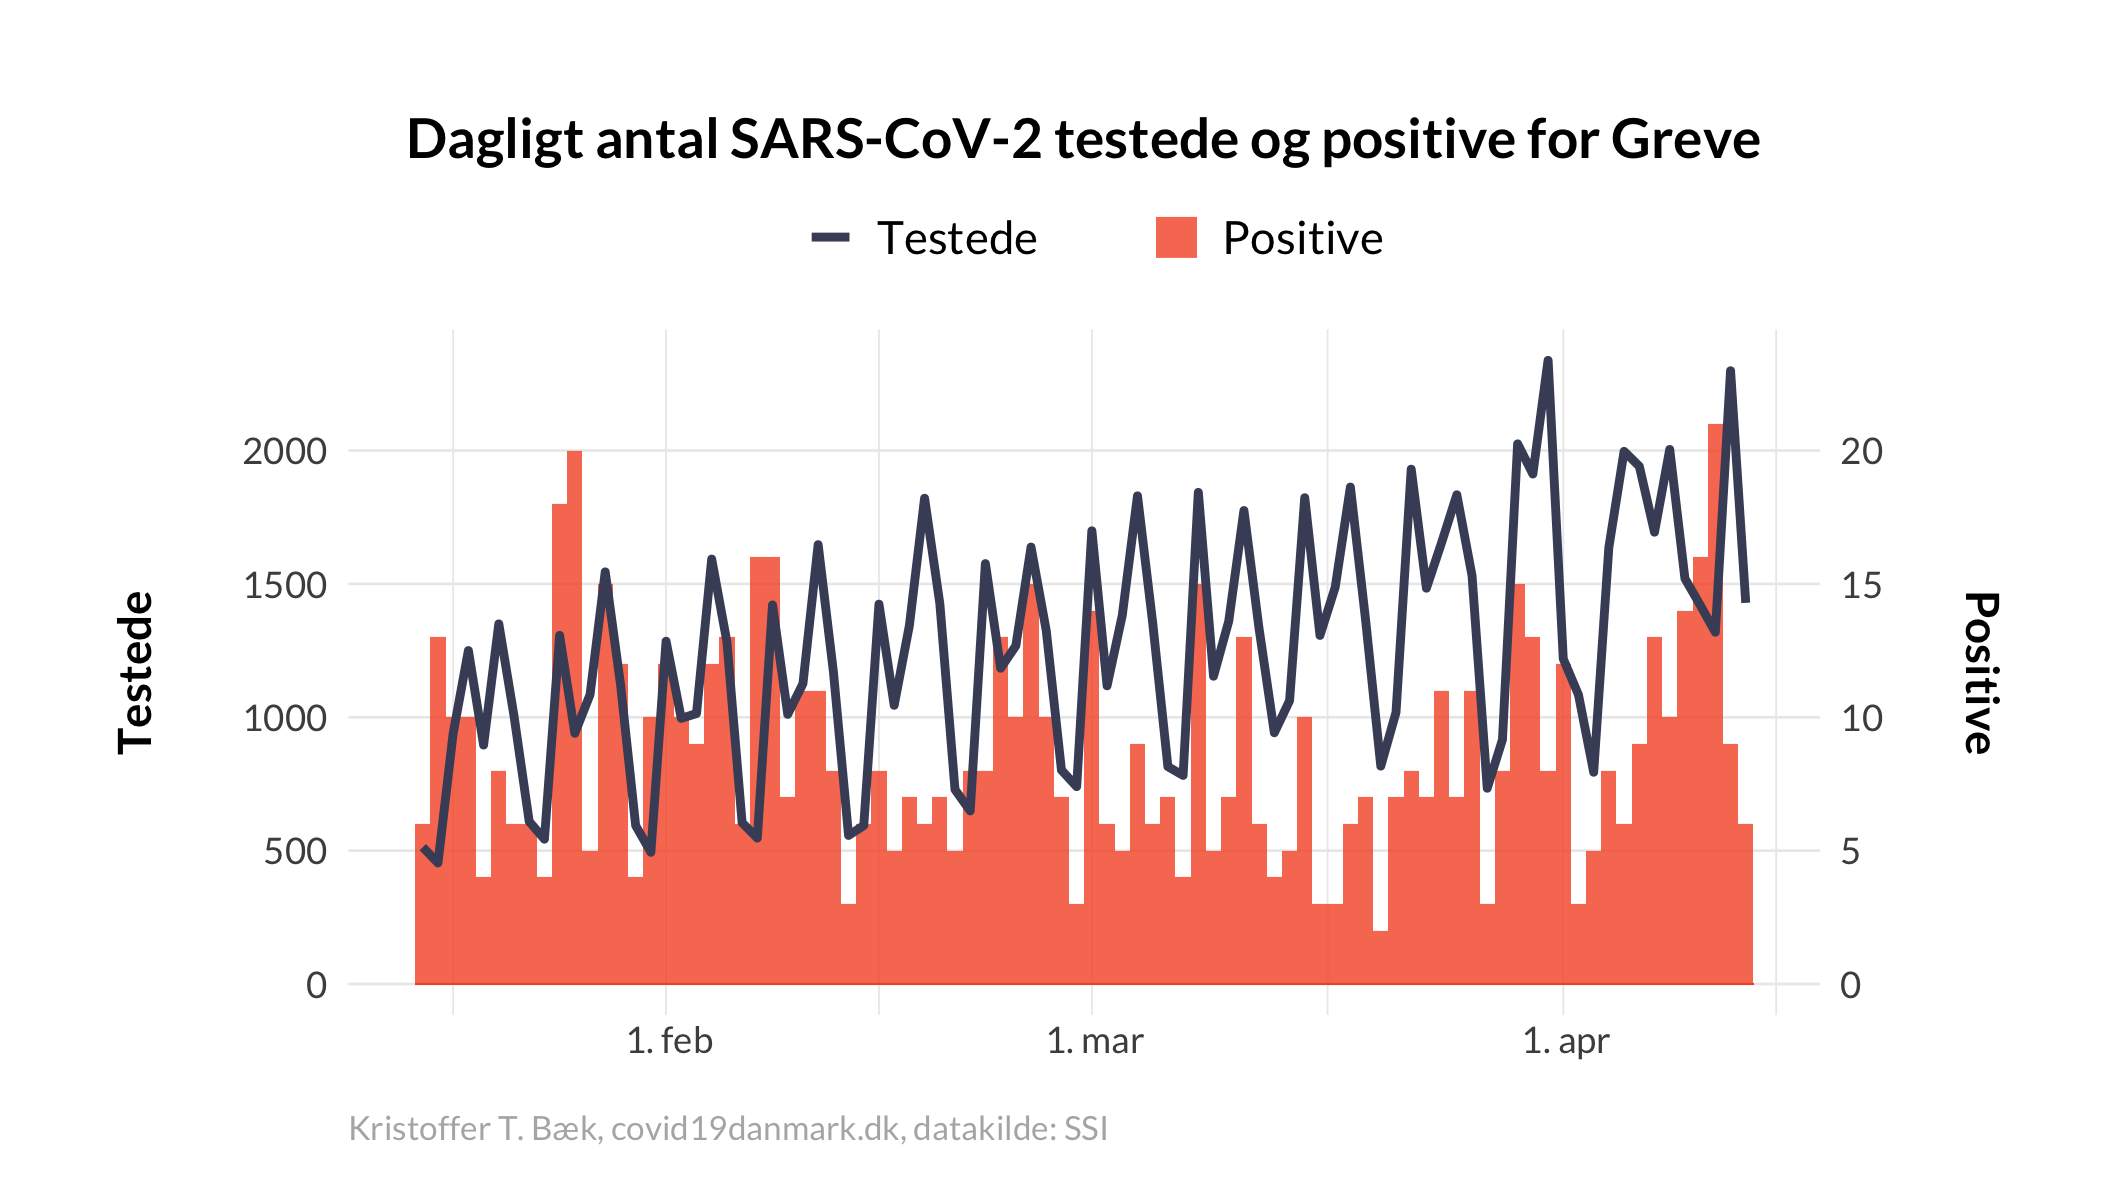 Dagligt antal SARS-CoV-2 testede og positive for Greve
Testede
Positive
2000
1500
1000
500
0
Testede
20
15
10
5
0
Positive
1. feb
1. mar
1. apr
Kristoffer T. Bæk, covid19danmark.dk, datakilde: SSI